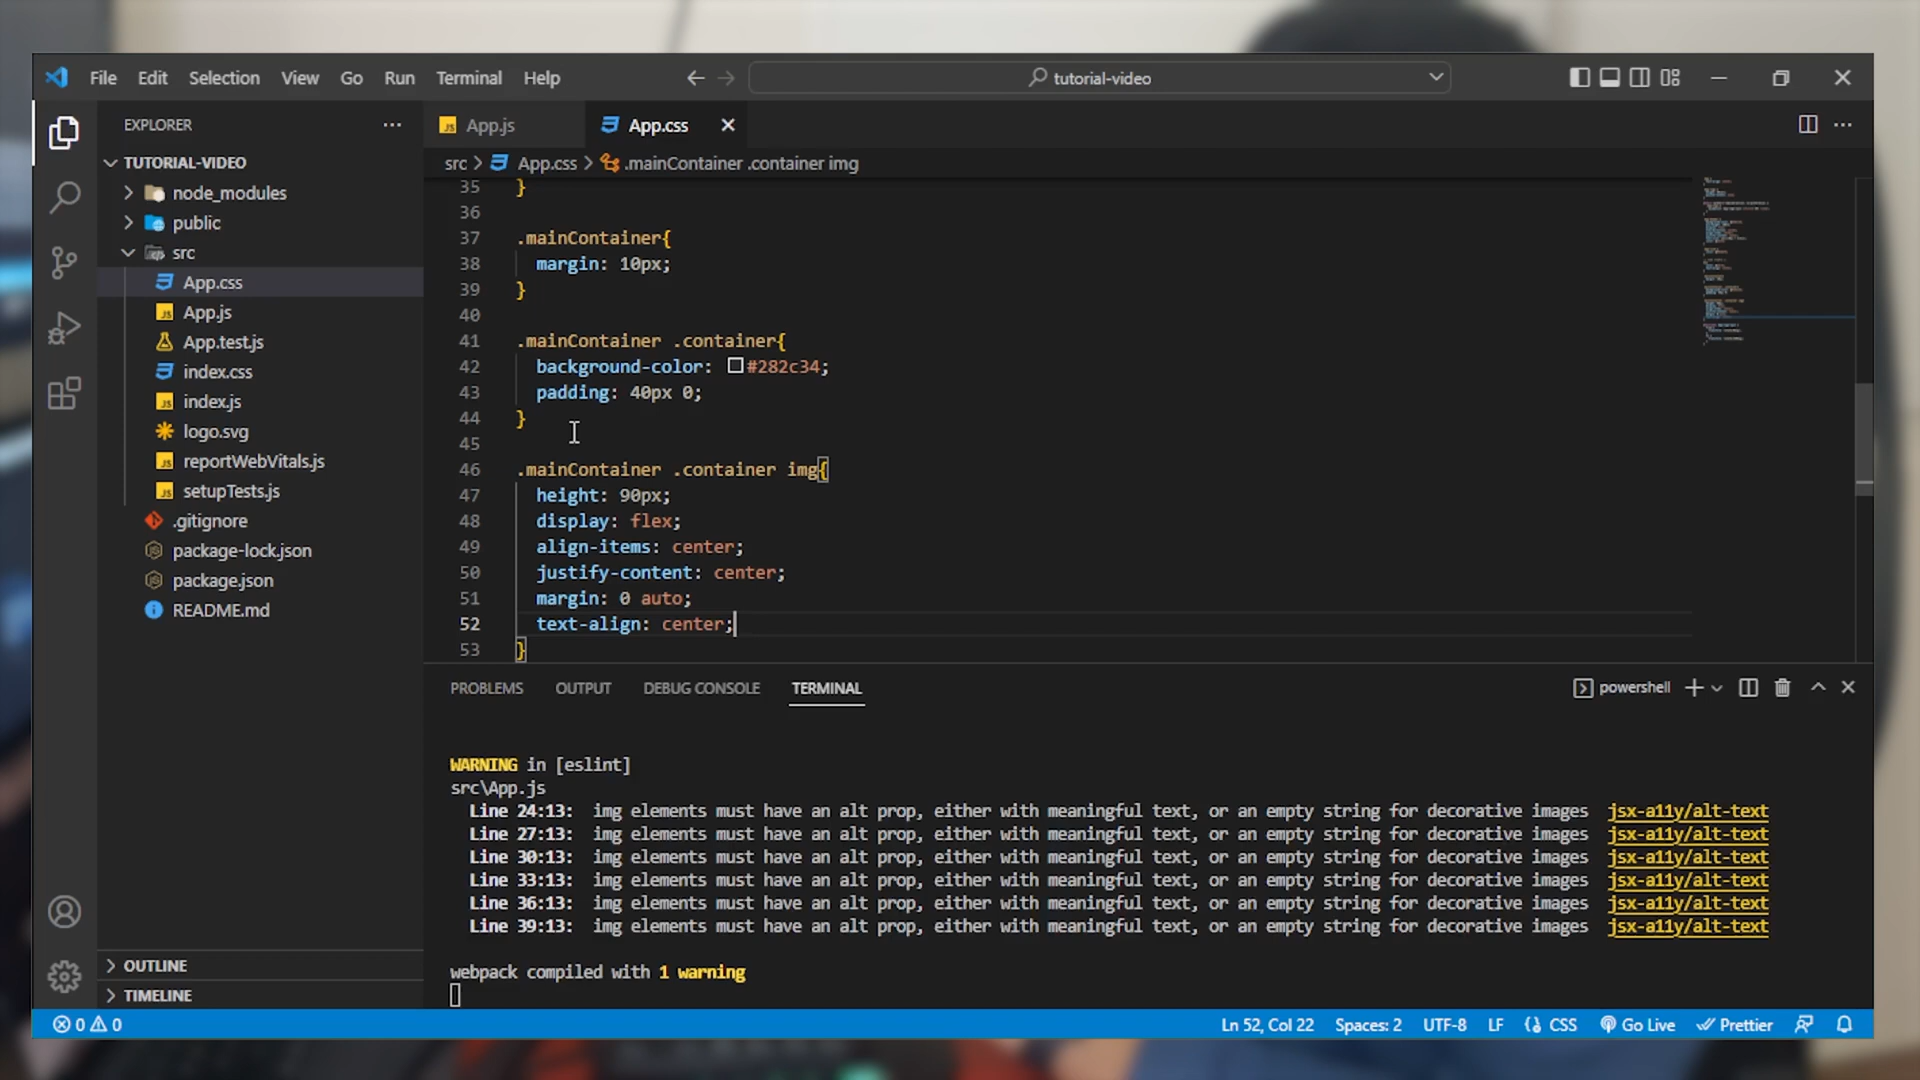 File Edit Selection View Go Run Terminal Help
tutorial-video
EXPLORER
TUTORIAL-VIDEO
node_modules
public
src
App.css
App.js
App.test.js
index.css
index.js
logo.svg
reportWebVitals.js
setupTests.js
.gitignore
package-lock.json
package.json
README.md
OUTLINE
TIMELINE
App.js
App.css
src > App.css > .mainContainer .container img
35 }
36
37 .mainContainer{
38 margin: 10px;
39 }
40
41 .mainContainer .container{
42 background-color: #282c34;
43 padding: 40px 0;
44 }
45
46 .mainContainer .container img{
47 height: 90px;
48 display: flex;
49 align-items: center;
50 justify-content: center;
51 margin: 0 auto;
52 text-align: center;
53 }
PROBLEMS OUTPUT DEBUG CONSOLE TERMINAL
powershell
WARNING in [eslint]
src\App.js
Line 24:13: img elements must have an alt prop, either with meaningful text, or an empty string for decorative images jsx-a11y/alt-text
Line 27:13: img elements must have an alt prop, either with meaningful text, or an empty string for decorative images jsx-a11y/alt-text
Line 30:13: img elements must have an alt prop, either with meaningful text, or an empty string for decorative images jsx-a11y/alt-text
Line 33:13: img elements must have an alt prop, either with meaningful text, or an empty string for decorative images jsx-a11y/alt-text
Line 36:13: img elements must have an alt prop, either with meaningful text, or an empty string for decorative images jsx-a11y/alt-text
Line 39:13: img elements must have an alt prop, either with meaningful text, or an empty string for decorative images jsx-a11y/alt-text
webpack compiled with 1 warning
0 0
Ln 52, Col 22 Spaces: 2 UTF-8 LF CSS Go Live Prettier